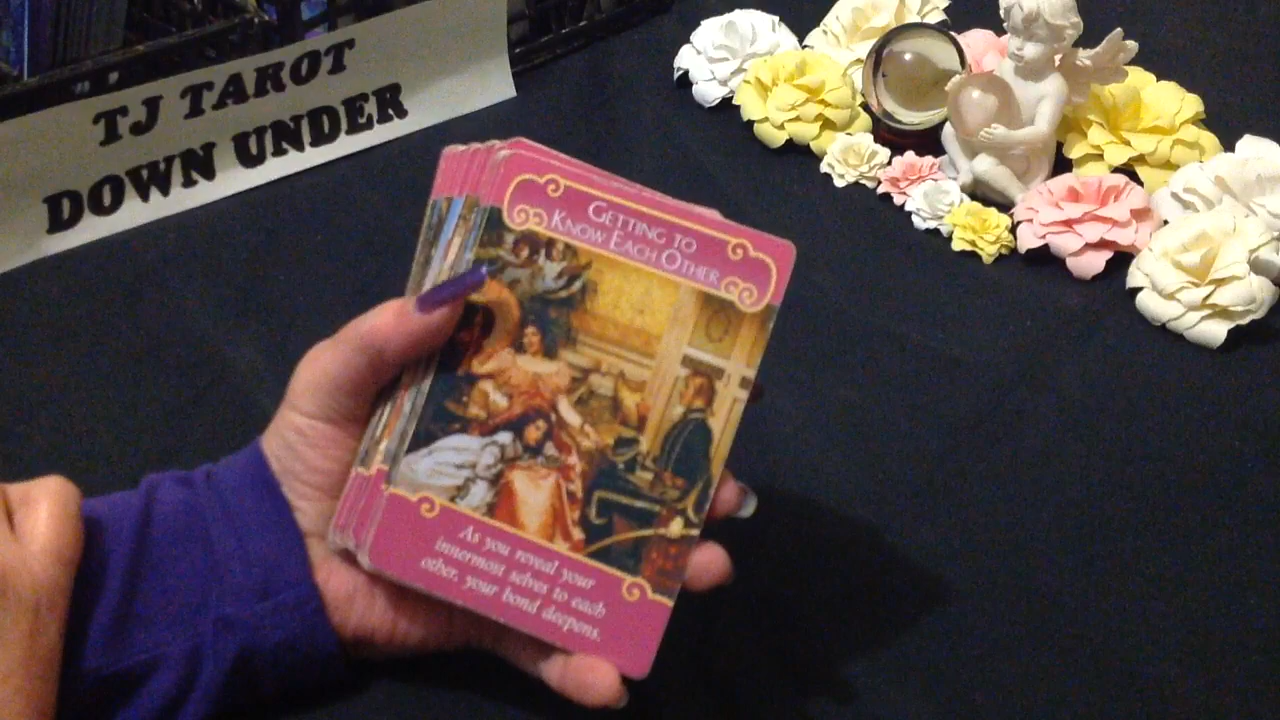 TJ TAROT
DOWN UNDER
GETTING TO
KNOW EACH OTHER
As you reveal your
innermost selves to each
other, your bond deepens.